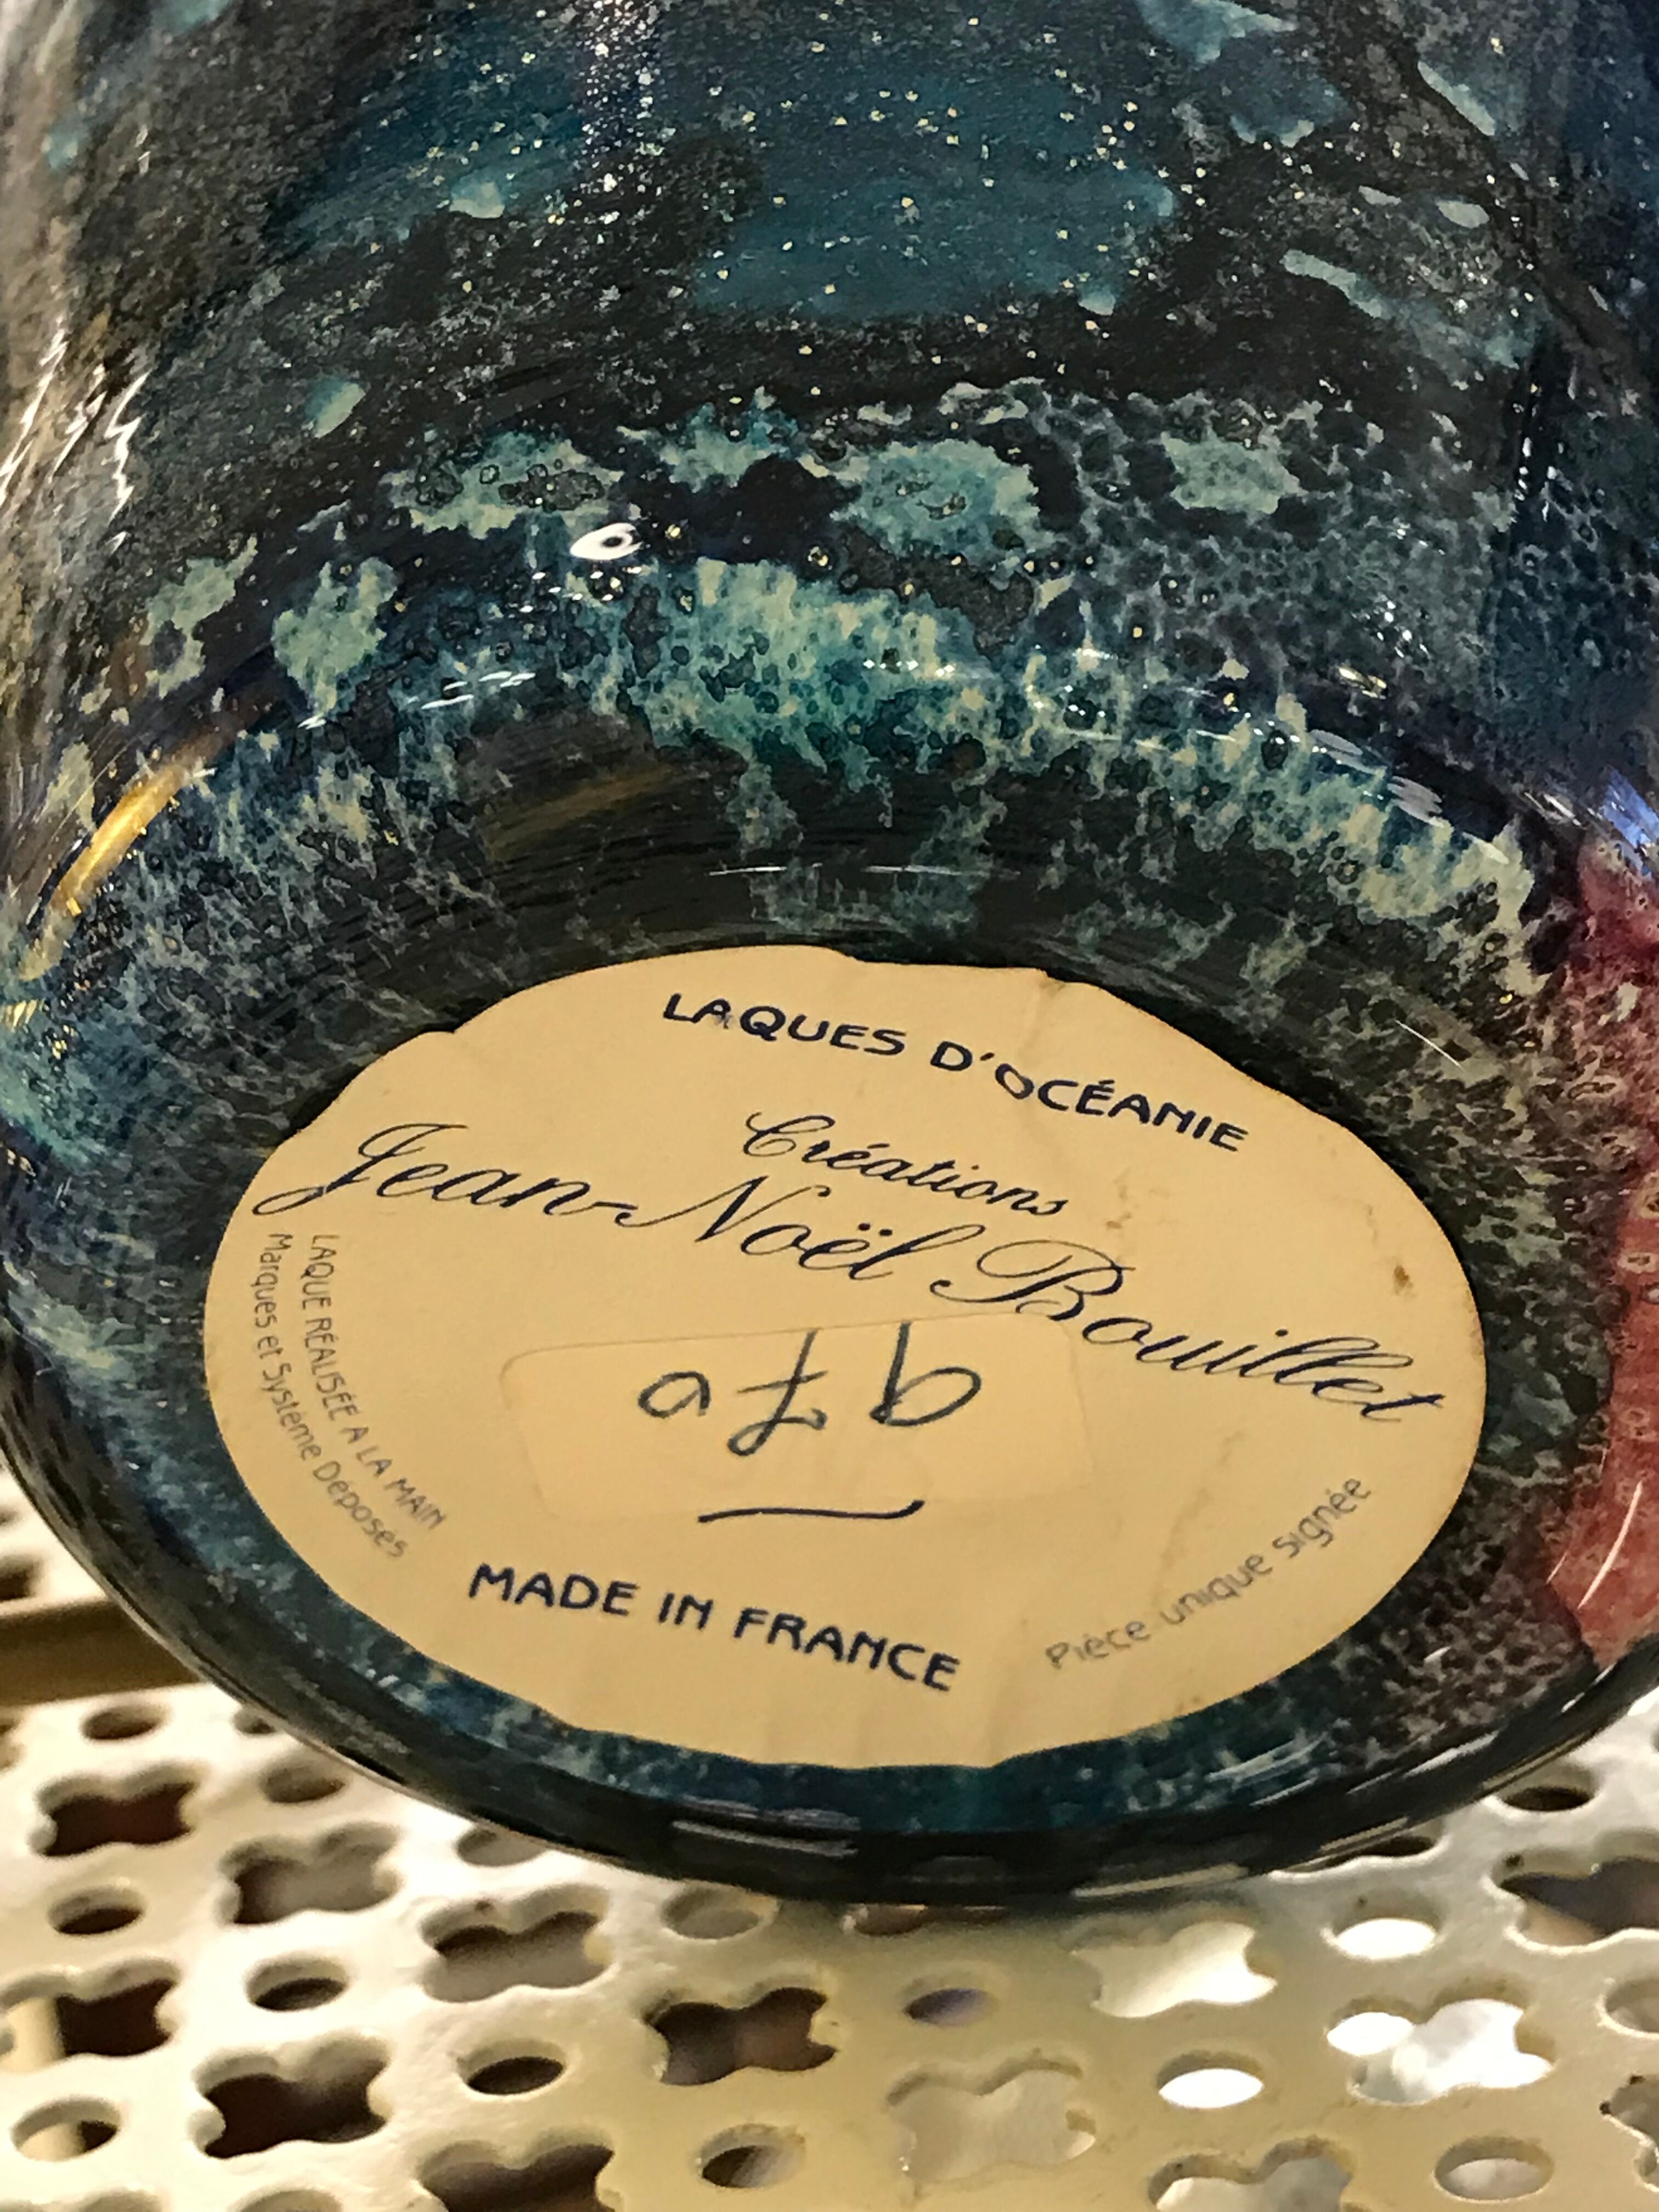 LAQUES D'OCÉANIE
Créations
Jean-Noël Bouillet
LAQUE RÉALISÉE A LA MAIN
Marques et Système Déposés
MADE IN FRANCE
Pièce unique signée